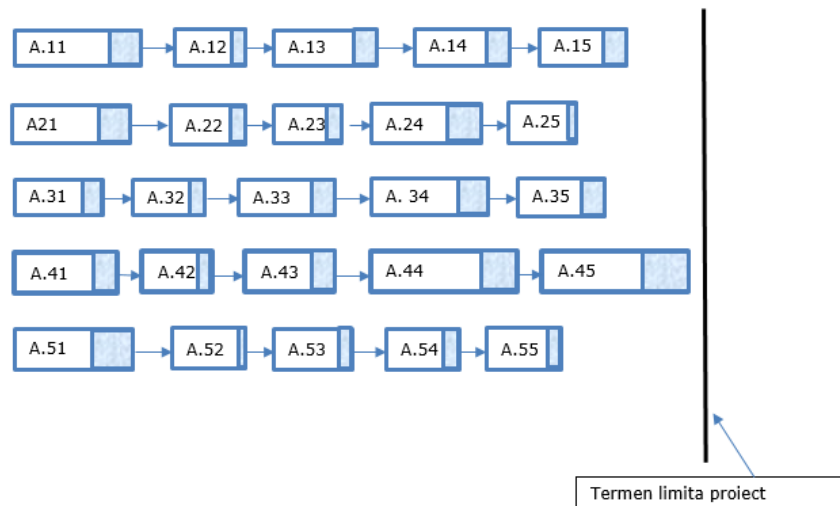 A.11 A.12 A.13 A.14 A.15
A21 A.22 A.23 A.24 A.25
A.31 A.32 A.33 A. 34 A.35
A.41 A.42 A.43 A.44 A.45
A.51 A.52 A.53 A.54 A.55
Termen limita proiect